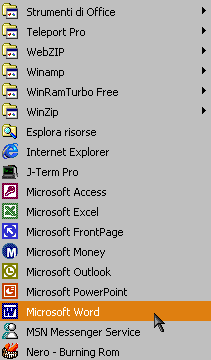 Strumenti di Office
Teleport Pro
WebZIP
Winamp
WinRamTurbo Free
WinZip
Esplora risorse
Internet Explorer
J-Term Pro
Microsoft Access
Microsoft Excel
Microsoft FrontPage
Microsoft Money
Microsoft Outlook
Microsoft PowerPoint
Microsoft Word
MSN Messenger Service
Nero - Burning Rom